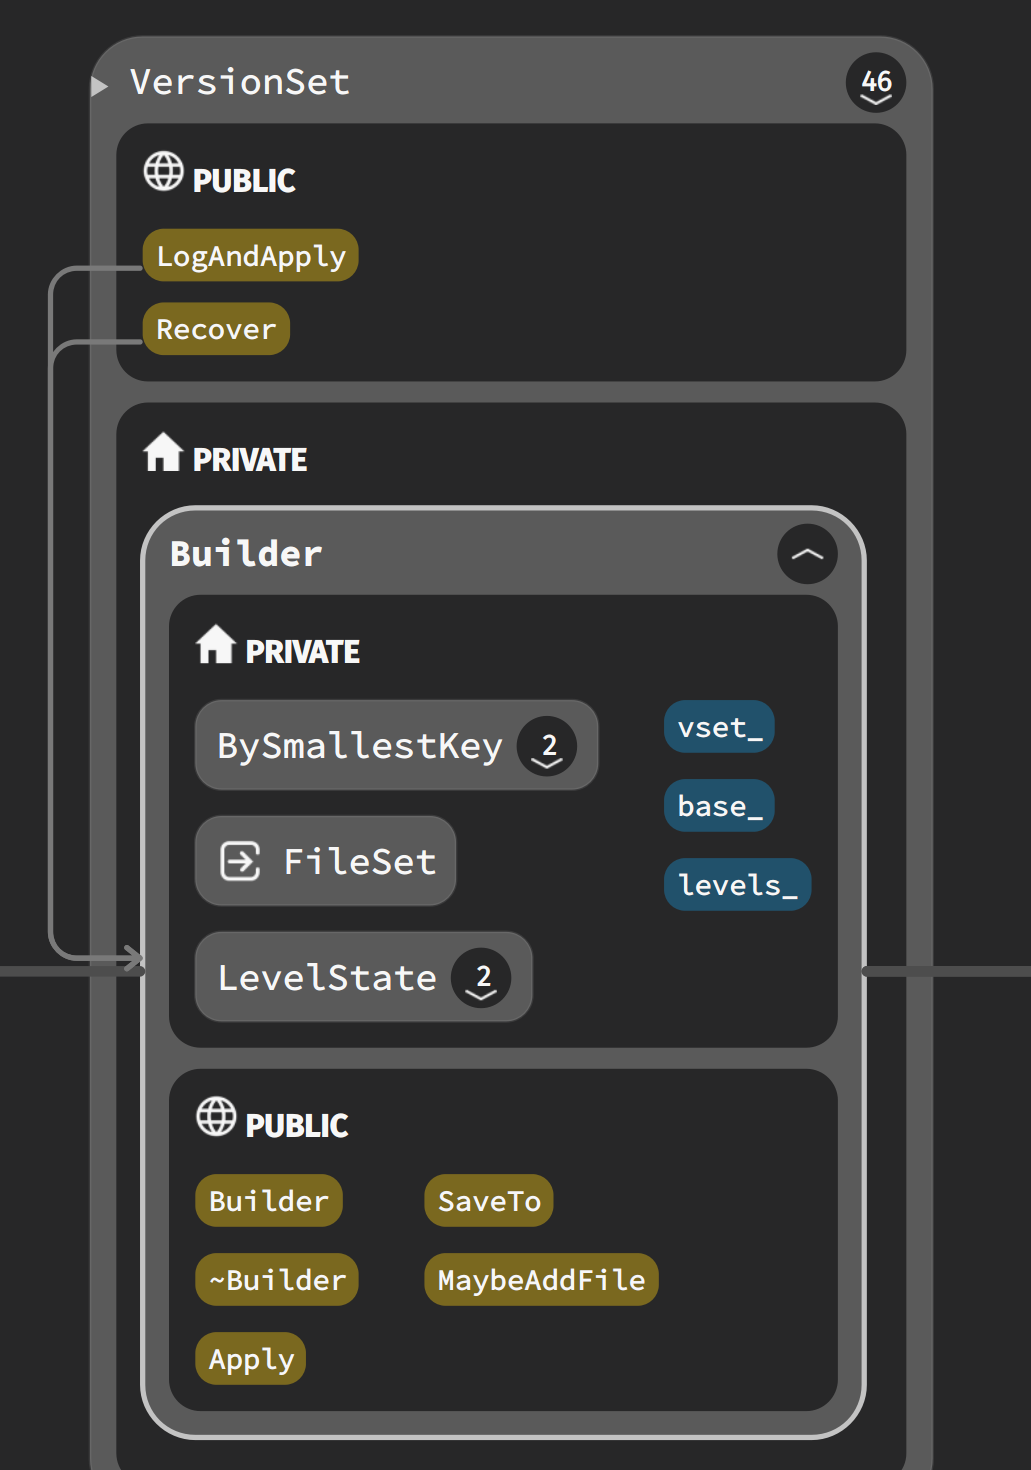 VersionSet
46
PUBLIC
LogAndApply
Recover
PRIVATE
Builder
PRIVATE
BySmallestKey 2
vset_
base_
FileSet
levels_
LevelState 2
PUBLIC
Builder SaveTo
~Builder MaybeAddFile
Apply